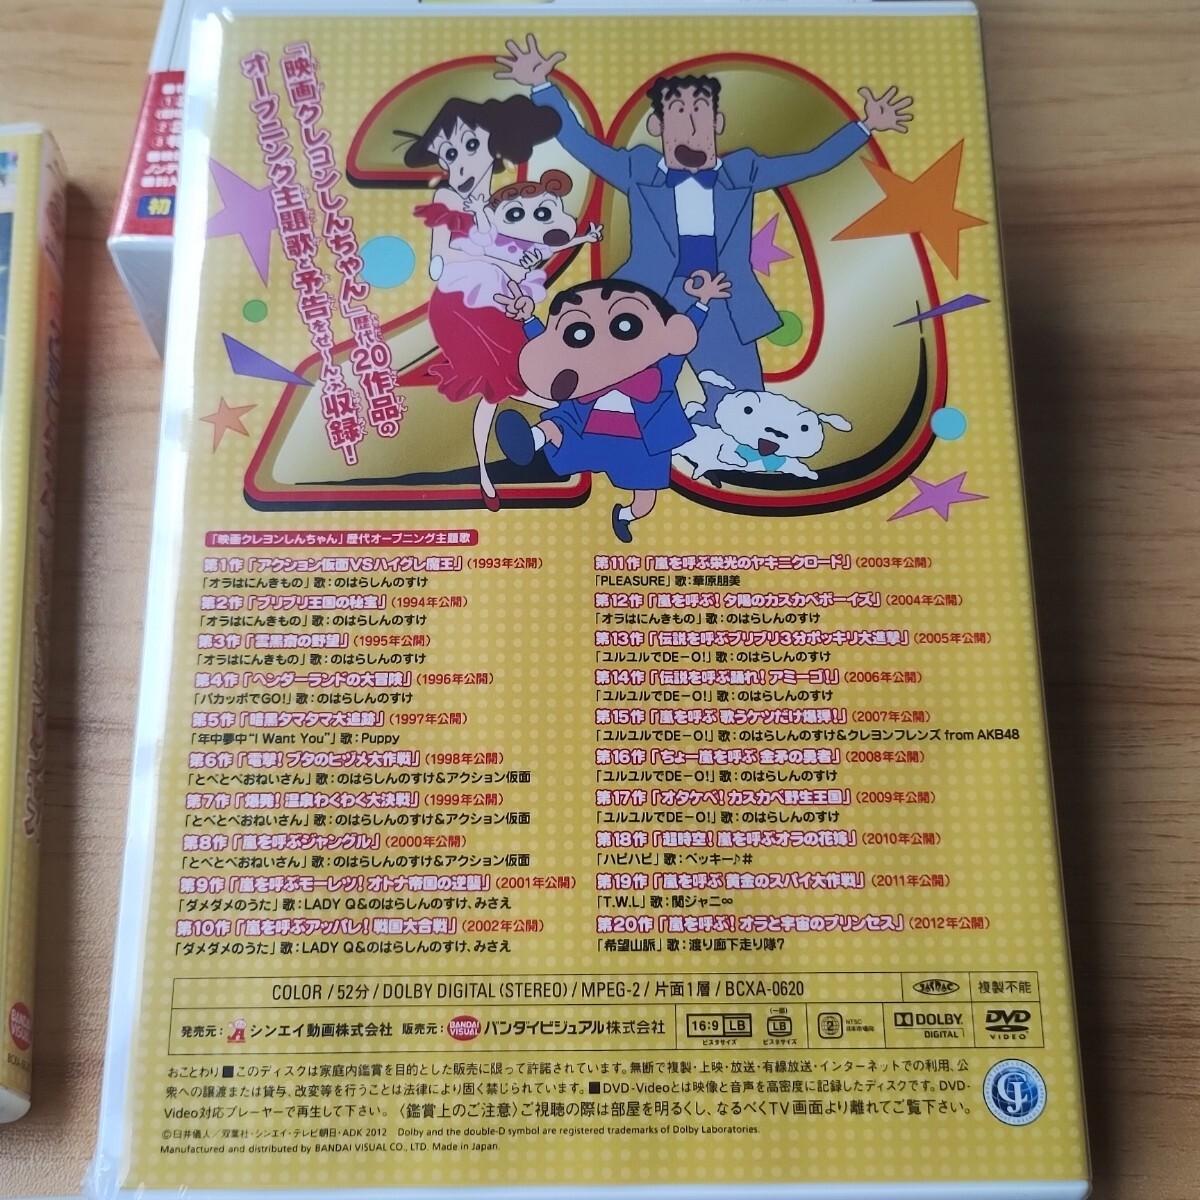 「映画クレヨンしんちゃん」歴代20作品の
オープニング主題歌と予告をぜーんぶ収録!
「映画クレヨンしんちゃん」歴代オープニング主題歌
第1作「アクション仮面VSハイグレ魔王」(1993年公開)
「オラはにんきもの」歌:のはらしんのすけ
第2作「ブリブリ王国の秘宝」(1994年公開)
「オラはにんきもの」歌:のはらしんのすけ
第3作「雲黒斎の野望」(1995年公開)
「オラはにんきもの」歌:のはらしんのすけ
第4作「ヘンダーランドの大冒険」(1996年公開)
「パカッポでGO!」歌:のはらしんのすけ
第5作「暗黒タマタマ大追跡」(1997年公開)
「年中夢中“I Want You”」歌:Puppy
第6作「電撃!ブタのヒヅメ大作戦」(1998年公開)
「とべとべおねいさん」歌:のはらしんのすけ&アクション仮面
第7作「爆発!温泉わくわく大決戦」(1999年公開)
「とべとべおねいさん」歌:のはらしんのすけ&アクション仮面
第8作「嵐を呼ぶジャングル」(2000年公開)
「とべとべおねいさん」歌:のはらしんのすけ&アクション仮面
第9作「嵐を呼ぶモーレツ!オトナ帝国の逆襲」(2001年公開)
「ダメダメのうた」歌:LADY Q&のはらしんのすけ、みさえ
第10作「嵐を呼ぶアッパレ!戦国大合戦」(2002年公開)
「ダメダメのうた」歌:LADY Q&のはらしんのすけ、みさえ
第11作「嵐を呼ぶ栄光のヤキニクロード」(2003年公開)
「PLEASURE」歌:華原朋美
第12作「嵐を呼ぶ!夕陽のカスカベボーイズ」(2004年公開)
「オラはにんきもの」歌:のはらしんのすけ
第13作「伝説を呼ぶブリブリ3分ポッキリ大進撃」(2005年公開)
「ユルユルでDE-O!」歌:のはらしんのすけ
第14作「伝説を呼ぶ踊れ!アミーゴ!」(2006年公開)
「ユルユルでDE-O!」歌:のはらしんのすけ
第15作「嵐を呼ぶ 歌うケツだけ爆弾!」(2007年公開)
「ユルユルでDE-O!」歌:のはらしんのすけ&クレヨンフレンズ from AKB48
第16作「ちょー嵐を呼ぶ 金矛の勇者」(2008年公開)
「ユルユルでDE-O!」歌:のはらしんのすけ
第17作「オタケベ!カスカベ野生王国」(2009年公開)
「ユルユルでDE-O!」歌:のはらしんのすけ
第18作「超時空!嵐を呼ぶオラの花嫁」(2010年公開)
「ハピハピ」歌:ベッキー♪#
第19作「嵐を呼ぶ 黄金のスパイ大作戦」(2011年公開)
「T.W.L」歌:関ジャニ∞
第20作「嵐を呼ぶ!オラと宇宙のプリンセス」(2012年公開)
「希望山脈」歌:渡り廊下走り隊7
COLOR / 52分 / DOLBY DIGITAL (STEREO) / MPEG-2 / 片面1層 / BCXA-0620
複製不能
発売元: シンエイ動画株式会社 販売元: BANDAI VISUAL バンダイビジュアル株式会社
16:9 LB ビスタサイズ (一部) LB ビスタサイズ 2 NTSC 日本市場向 DOLBY DIGITAL DVD VIDEO
おことわり ■このディスクは家庭内鑑賞を目的とした販売に限って許諾されています。無断で複製・上映・放送・有線放送・インターネットでの利用、公
衆への譲渡または貸与、改変等を行うことは法律により固く禁じられています。■DVD-Videoとは映像と音声を高密度に記録したディスクです。DVD-
Video対応プレーヤーで再生して下さい。〈鑑賞上のご注意〉ご視聴の際は部屋を明るくし、なるべくTV画面より離れてご覧下さい。
©臼井儀人/双葉社・シンエイ・テレビ朝日・ADK 2012 Dolby and the double-D symbol are registered trademarks of Dolby Laboratories.
Manufactured and distributed by BANDAI VISUAL CO., LTD. Made in Japan.
初
BANDAI VISUAL